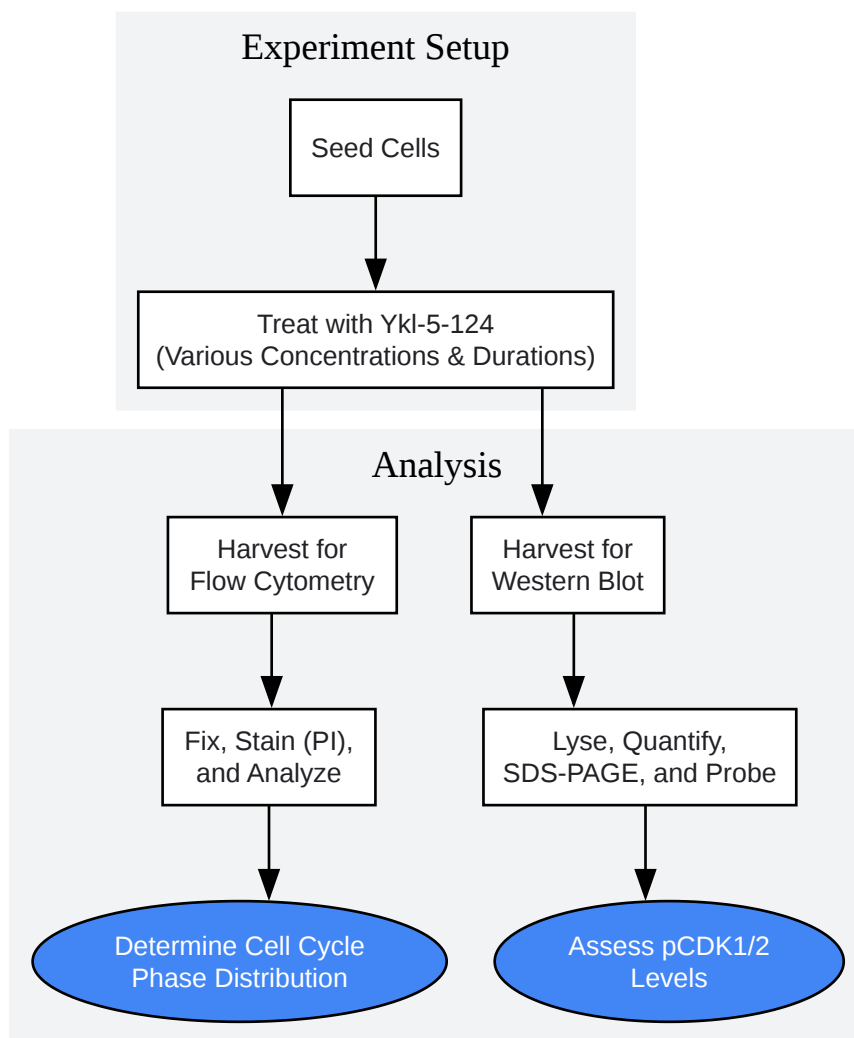 Experiment Setup
Seed Cells
Treat with Ykl-5-124
(Various Concentrations & Durations)
Analysis
Harvest for
Flow Cytometry
Harvest for
Western Blot
Fix, Stain (PI),
and Analyze
Lyse, Quantify,
SDS-PAGE, and Probe
Determine Cell Cycle
Phase Distribution
Assess pCDK1/2
Levels